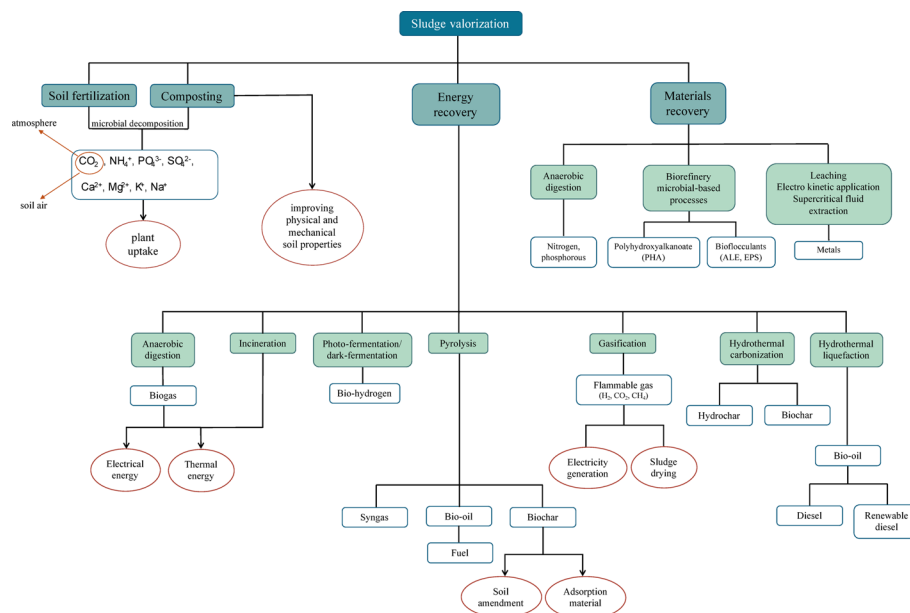 Sludge valorization
Soil fertilization
Composting
Energy
recovery
Materials
recovery
atmosphere
microbial decomposition
CO₂, NH₄⁺, PO₄³⁻, SO₄²⁻,
Ca²⁺, Mg²⁺, K⁺, Na⁺
soil air
plant
uptake
improving
physical and
mechanical
soil properties
Anaerobic
digestion
Biorefinery
microbial-based
processes
Leaching
Electro kinetic application
Supercritical fluid
extraction
Nitrogen,
phosphorous
Polyhydroxyalkanoate
(PHA)
Bioflocculants
(ALE, EPS)
Metals
Anaerobic
digestion
Incineration
Photo-fermentation/
dark-fermentation
Pyrolysis
Gasification
Hydrothermal
carbonization
Hydrothermal
liquefaction
Biogas
Bio-hydrogen
Flammable gas
(H₂, CO₂, CH₄)
Hydrochar
Biochar
Electrical
energy
Thermal
energy
Electricity
generation
Sludge
drying
Bio-oil
Syngas
Bio-oil
Biochar
Diesel
Renewable
diesel
Fuel
Soil
amendment
Adsorption
material